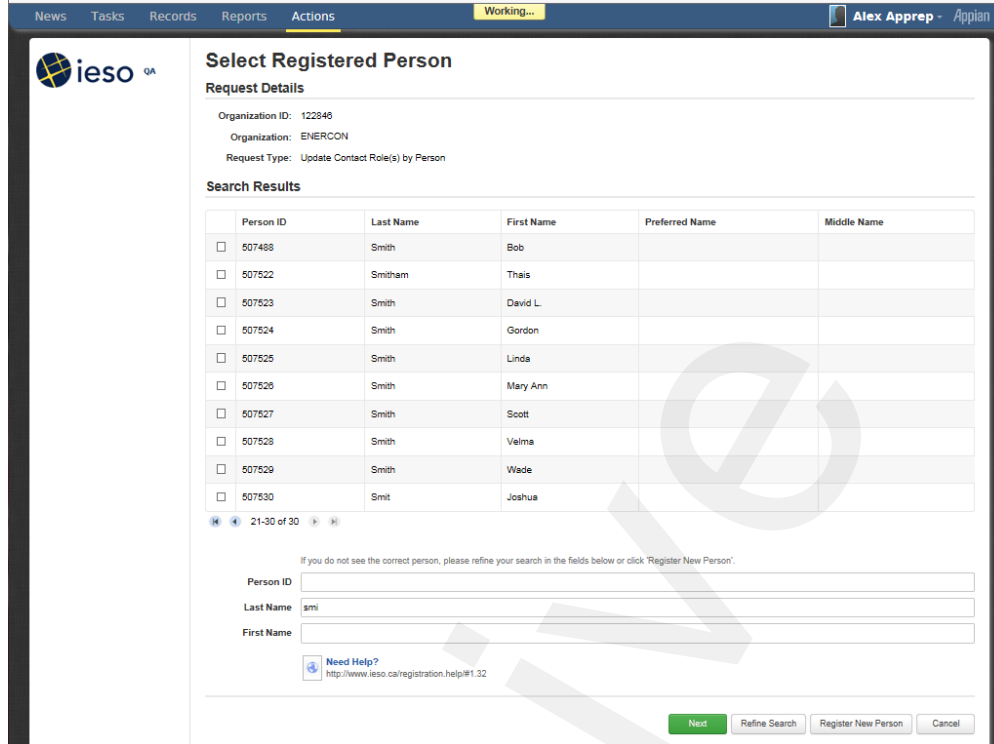 News Tasks Records Reports Actions Working... Alex Apprep - Appian
ieso QA
Select Registered Person
Request Details
Organization ID: 122846
Organization: ENERCON
Request Type: Update Contact Role(s) by Person
Search Results
Person ID Last Name First Name Preferred Name Middle Name
507488 Smith Bob
507522 Smitham Thais
507523 Smith David L.
507524 Smith Gordon
507525 Smith Linda
507526 Smith Mary Ann
507527 Smith Scott
507528 Smith Velma
507529 Smith Wade
507530 Smit Joshua
21-30 of 30
If you do not see the correct person, please refine your search in the fields below or click 'Register New Person'.
Person ID
Last Name smi
First Name
Need Help?
http://www.ieso.ca/registration.help/#1.32
Next Refine Search Register New Person Cancel
ive